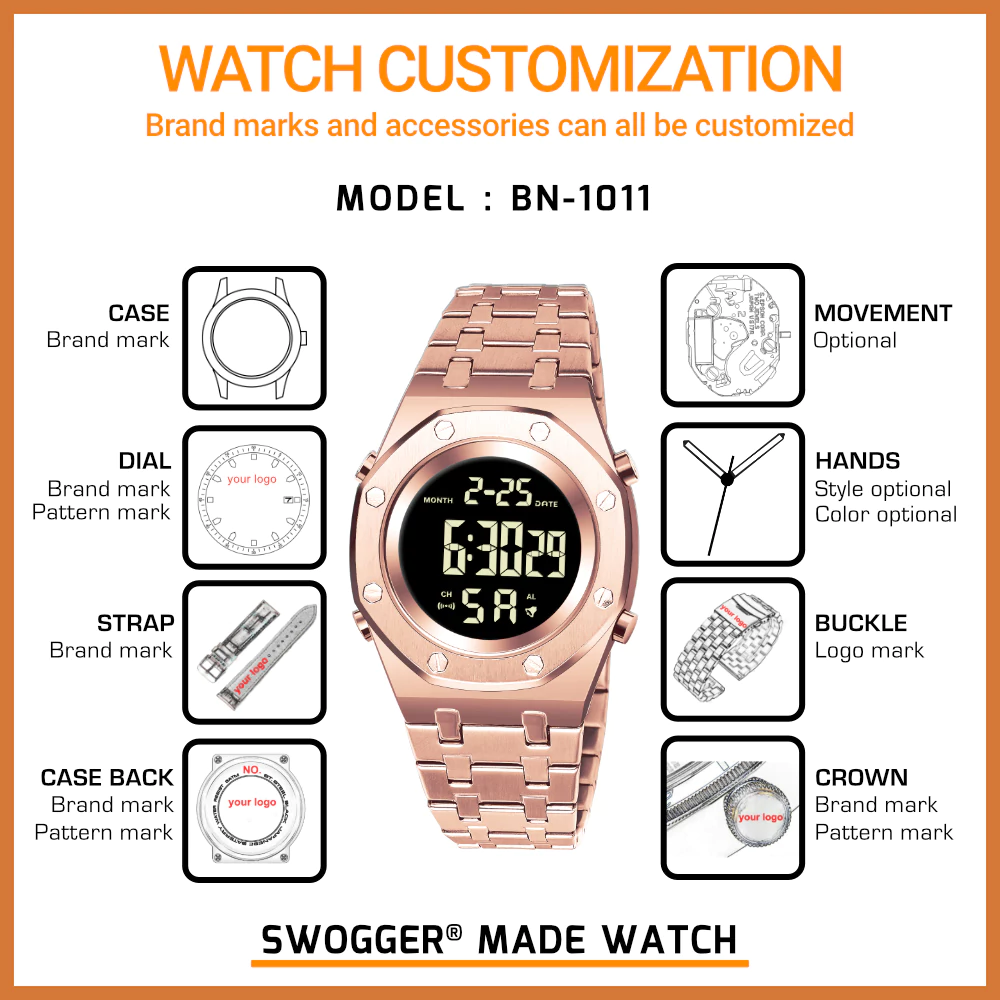 WATCH CUSTOMIZATION
Brand marks and accessories can all be customized
MODEL : BN-1011
CASE
Brand mark
DIAL
Brand mark
Pattern mark
your logo
STRAP
Brand mark
your logo
CASE BACK
Brand mark
Pattern mark
NO.
your logo
MONTH 2-25 DATE
6:30 29
CH SA AL
MOVEMENT
Optional
HANDS
Style optional
Color optional
BUCKLE
Logo mark
your logo
CROWN
Brand mark
Pattern mark
your logo
SWOGGER® MADE WATCH